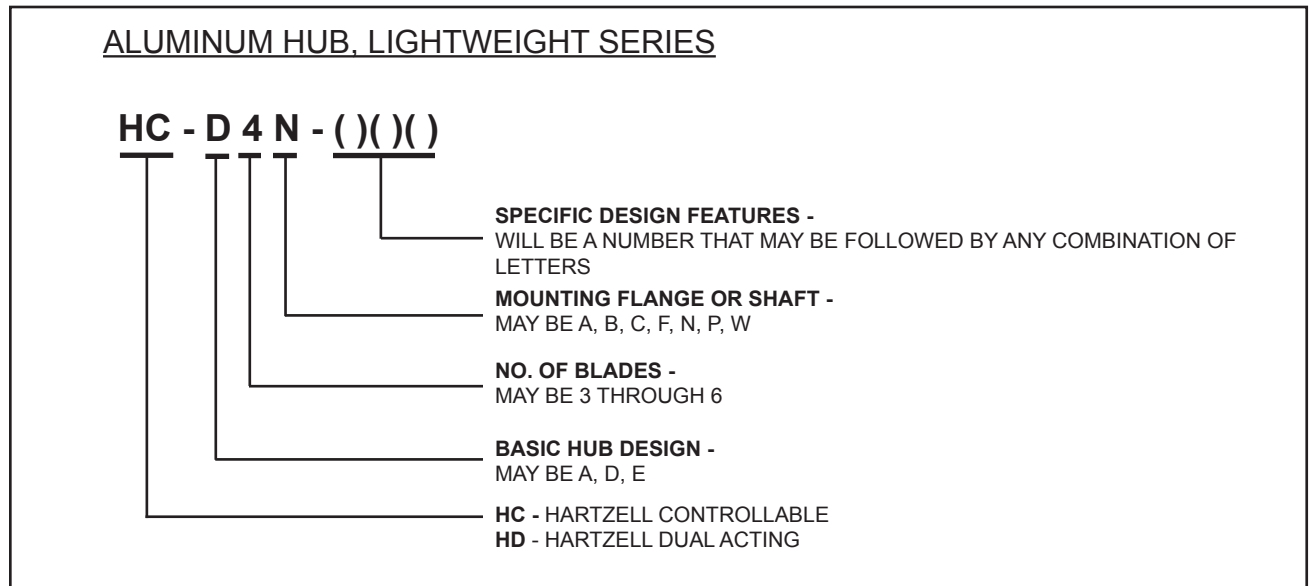 ALUMINUM HUB, LIGHTWEIGHT SERIES
HC - D 4 N - ( )( )( )
SPECIFIC DESIGN FEATURES -
WILL BE A NUMBER THAT MAY BE FOLLOWED BY ANY COMBINATION OF
LETTERS
MOUNTING FLANGE OR SHAFT -
MAY BE A, B, C, F, N, P, W
NO. OF BLADES -
MAY BE 3 THROUGH 6
BASIC HUB DESIGN -
MAY BE A, D, E
HC - HARTZELL CONTROLLABLE
HD - HARTZELL DUAL ACTING